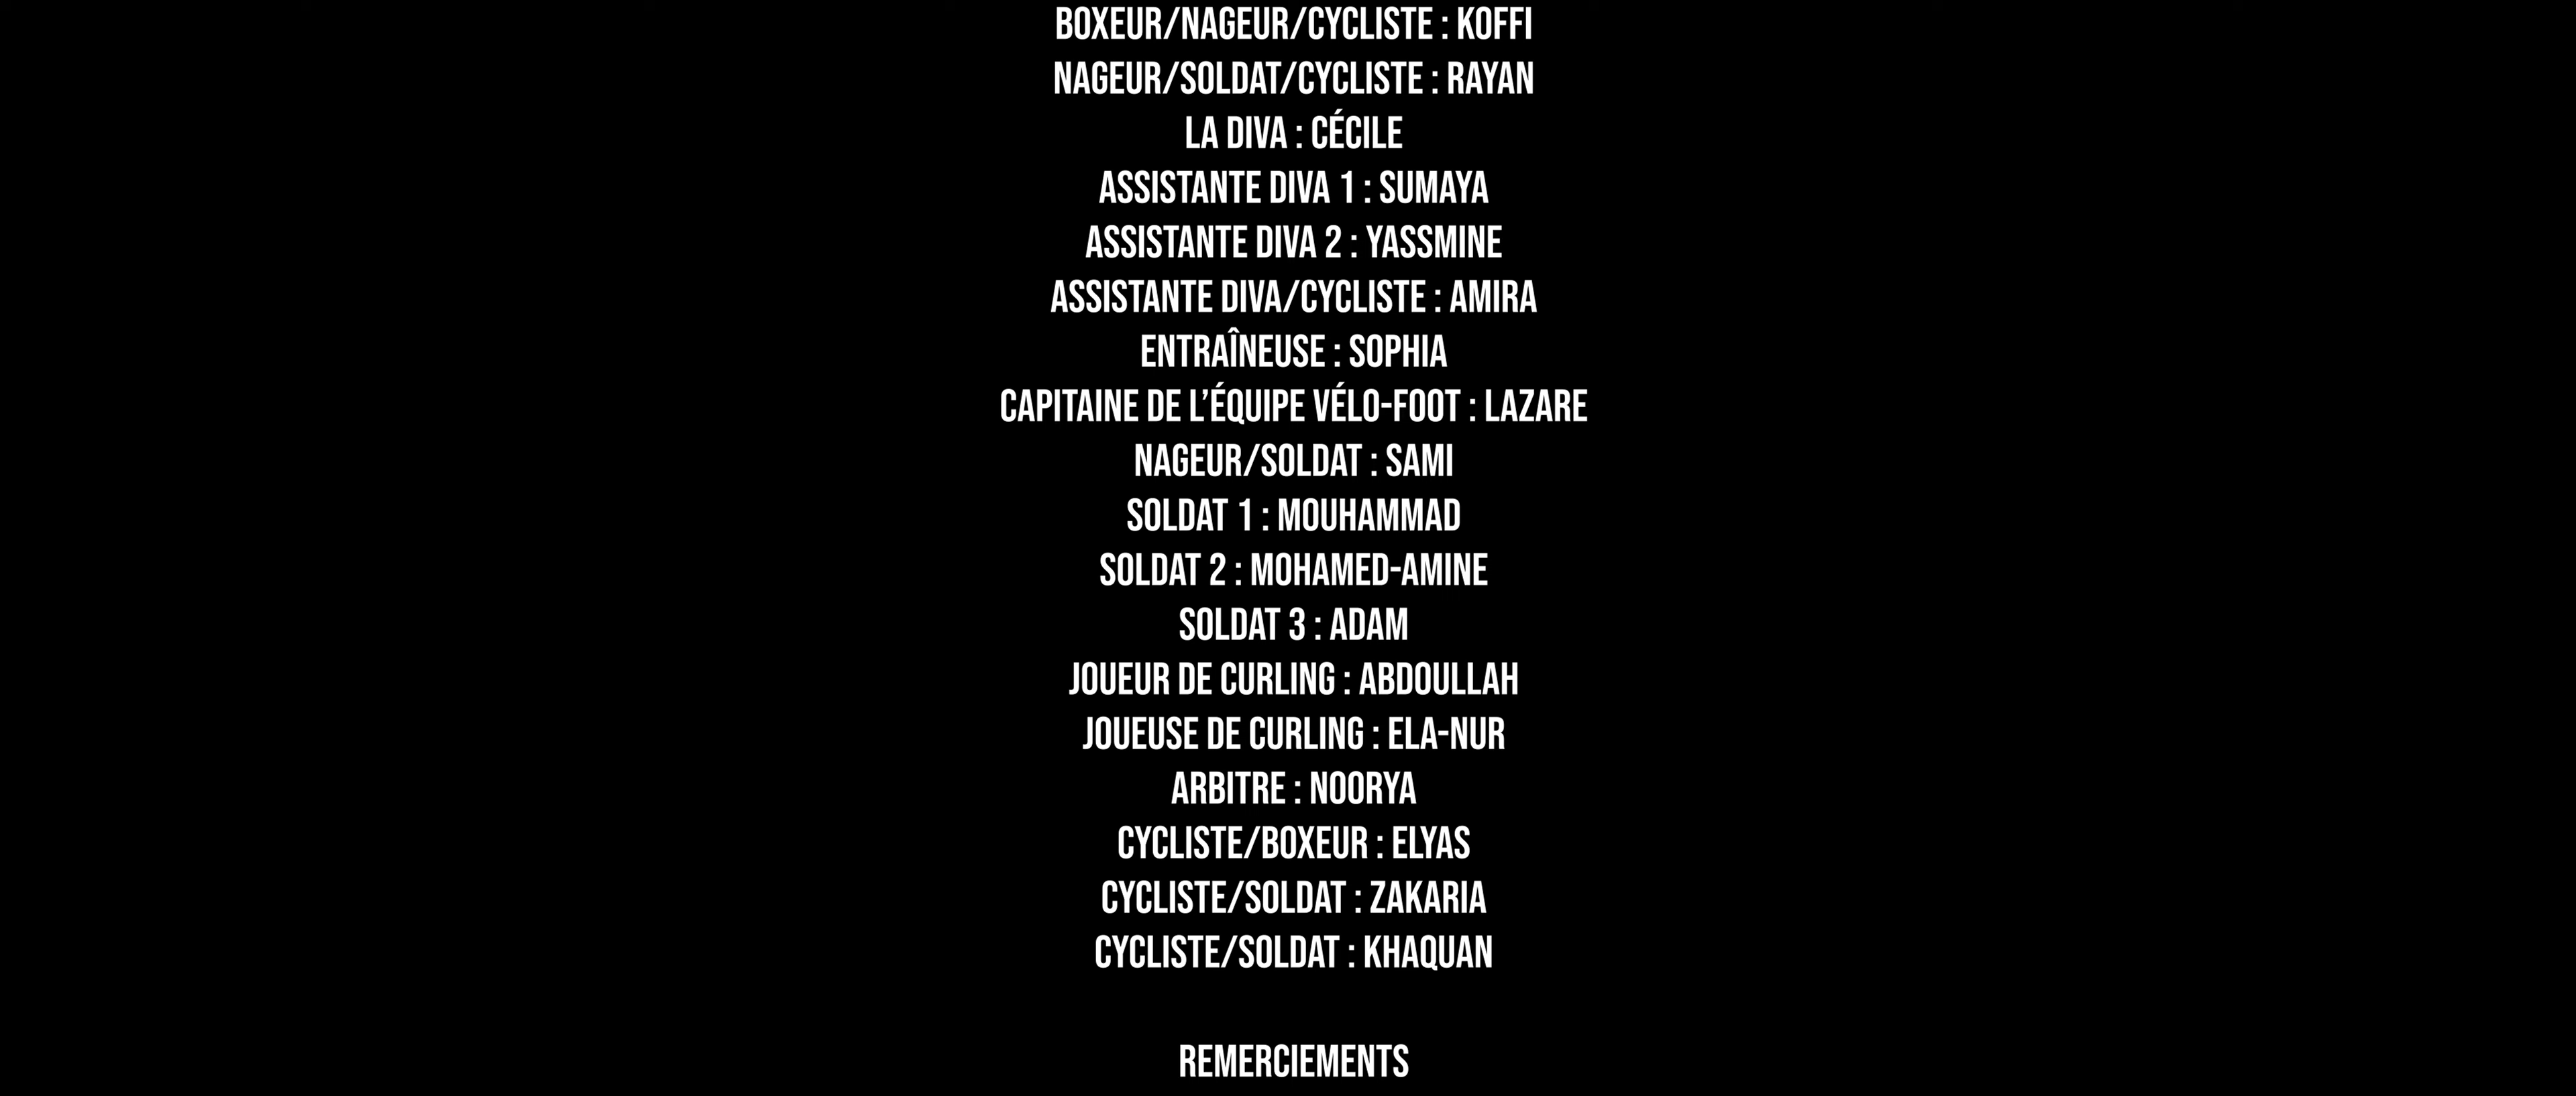 BOXEUR/NAGEUR/CYCLISTE : KOFFI
NAGEUR/SOLDAT/CYCLISTE : RAYAN
LA DIVA : CÉCILE
ASSISTANTE DIVA 1 : SUMAYA
ASSISTANTE DIVA 2 : YASSMINE
ASSISTANTE DIVA/CYCLISTE : AMIRA
ENTRAÎNEUSE : SOPHIA
CAPITAINE DE L’ÉQUIPE VÉLO-FOOT : LAZARE
NAGEUR/SOLDAT : SAMI
SOLDAT 1 : MOUHAMMAD
SOLDAT 2 : MOHAMED-AMINE
SOLDAT 3 : ADAM
JOUEUR DE CURLING : ABDOULLAH
JOUEUSE DE CURLING : ELA-NUR
ARBITRE : NOORYA
CYCLISTE/BOXEUR : ELYAS
CYCLISTE/SOLDAT : ZAKARIA
CYCLISTE/SOLDAT : KHAQUAN
REMERCIEMENTS